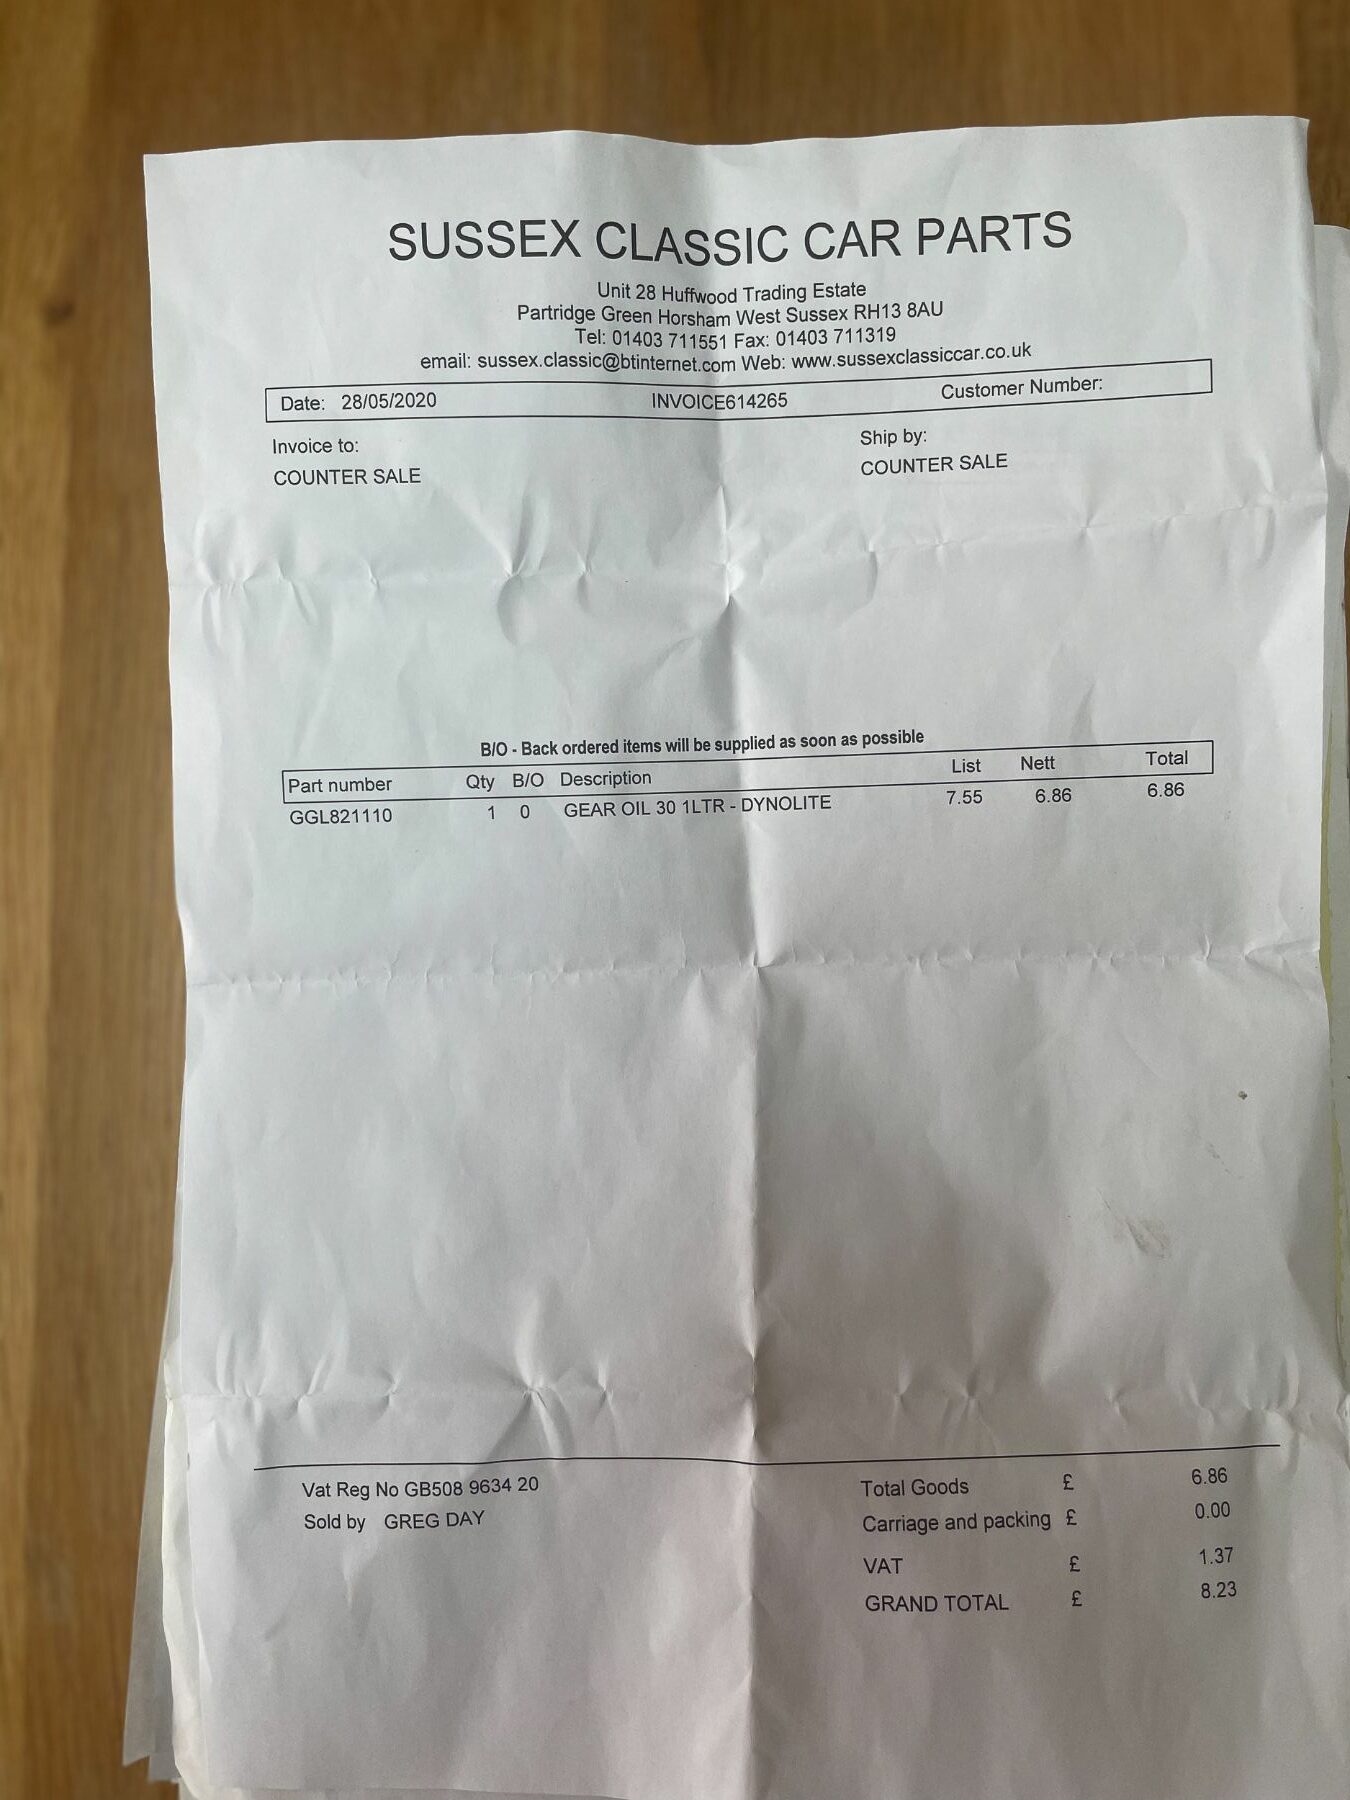 SUSSEX CLASSIC CAR PARTS
Unit 28 Huffwood Trading Estate
Partridge Green Horsham West Sussex RH13 8AU
Tel: 01403 711551 Fax: 01403 711319
email: sussex.classic@btinternet.com Web: www.sussexclassiccar.co.uk
Date: 28/05/2020 INVOICE614265 Customer Number:
Invoice to: Ship by:
COUNTER SALE COUNTER SALE
B/O - Back ordered items will be supplied as soon as possible
Part number Qty B/O Description List Nett Total
GGL821110 1 0 GEAR OIL 30 1LTR - DYNOLITE 7.55 6.86 6.86
Vat Reg No GB508 9634 20 Total Goods £ 6.86
Sold by GREG DAY Carriage and packing £ 0.00
VAT £ 1.37
GRAND TOTAL £ 8.23